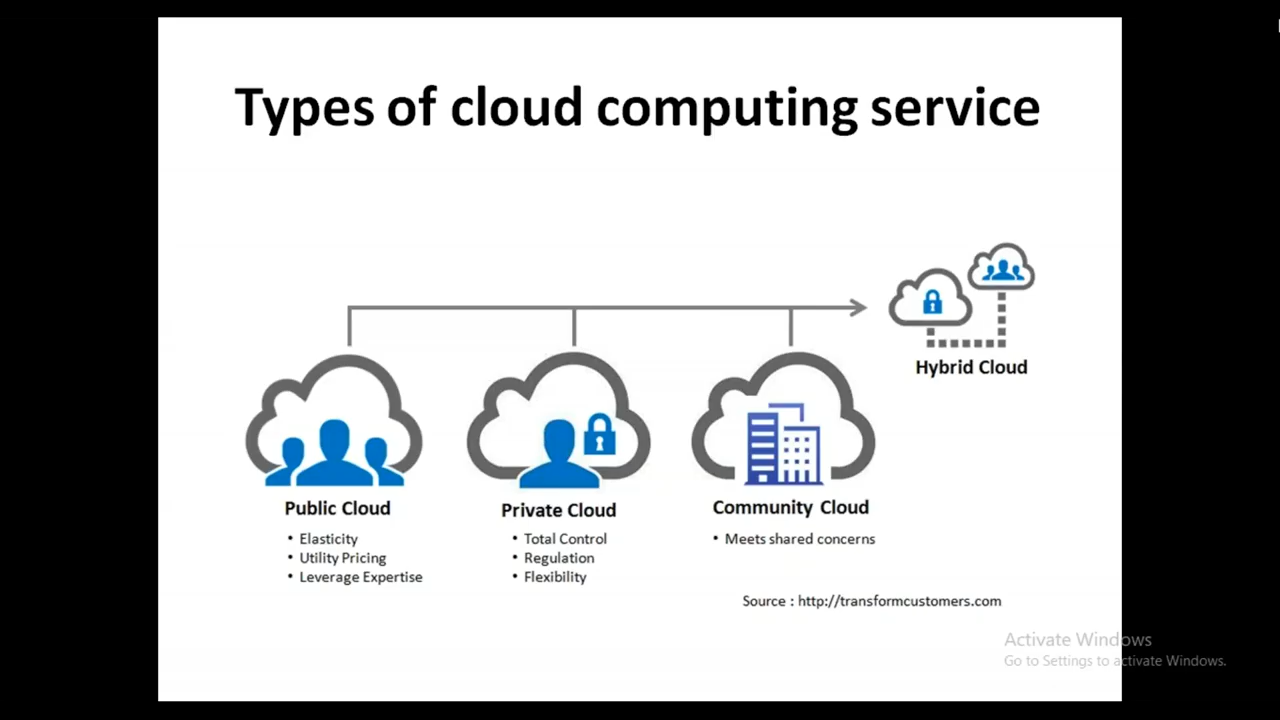 Types of cloud computing service
Hybrid Cloud
Public Cloud
• Elasticity
• Utility Pricing
• Leverage Expertise
Private Cloud
• Total Control
• Regulation
• Flexibility
Community Cloud
• Meets shared concerns
Source : http://transformcustomers.com
Activate Windows
Go to Settings to activate Windows.